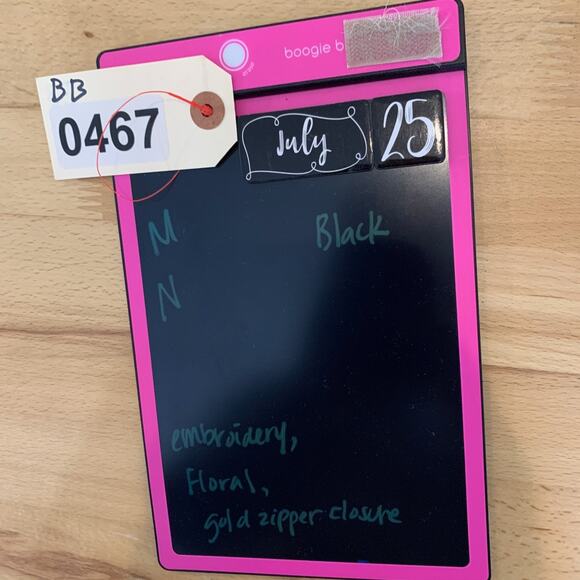 boogie b
BB
0467
July 25
M Black
N
embroidery,
Floral,
gold zipper closure